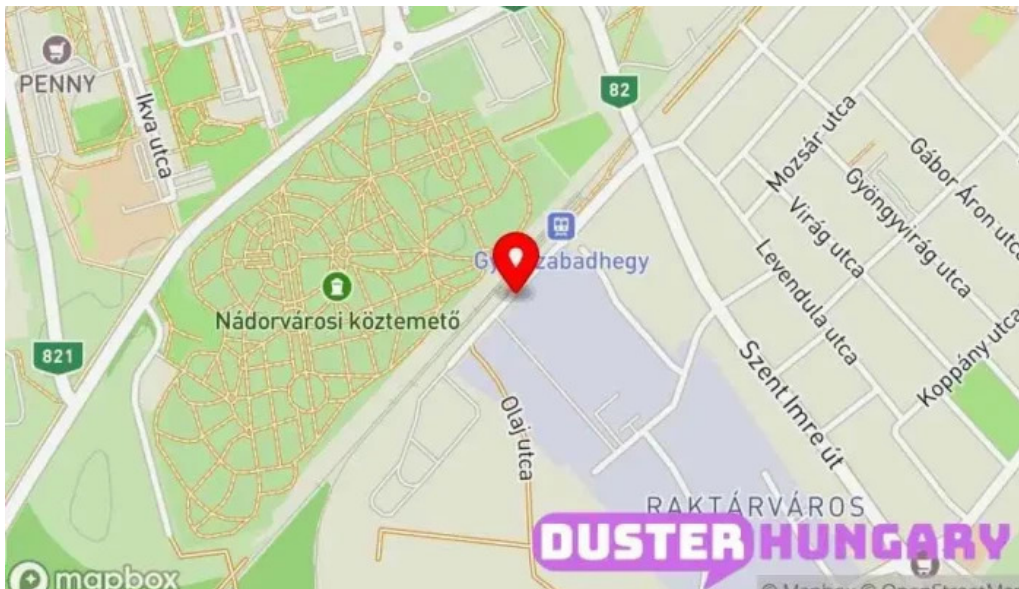 PENNY
Ikva utca
82
Mozsár utca
Gábor Áron utca
Gyöngyvirág utca
Virág utca
Levendula utca
Koppány utca
Nádorvárosi köztemető
821
Szent Imre út
Olaj utca
RAKTÁRVÁROS
DUSTER HUNGARY
mapbox